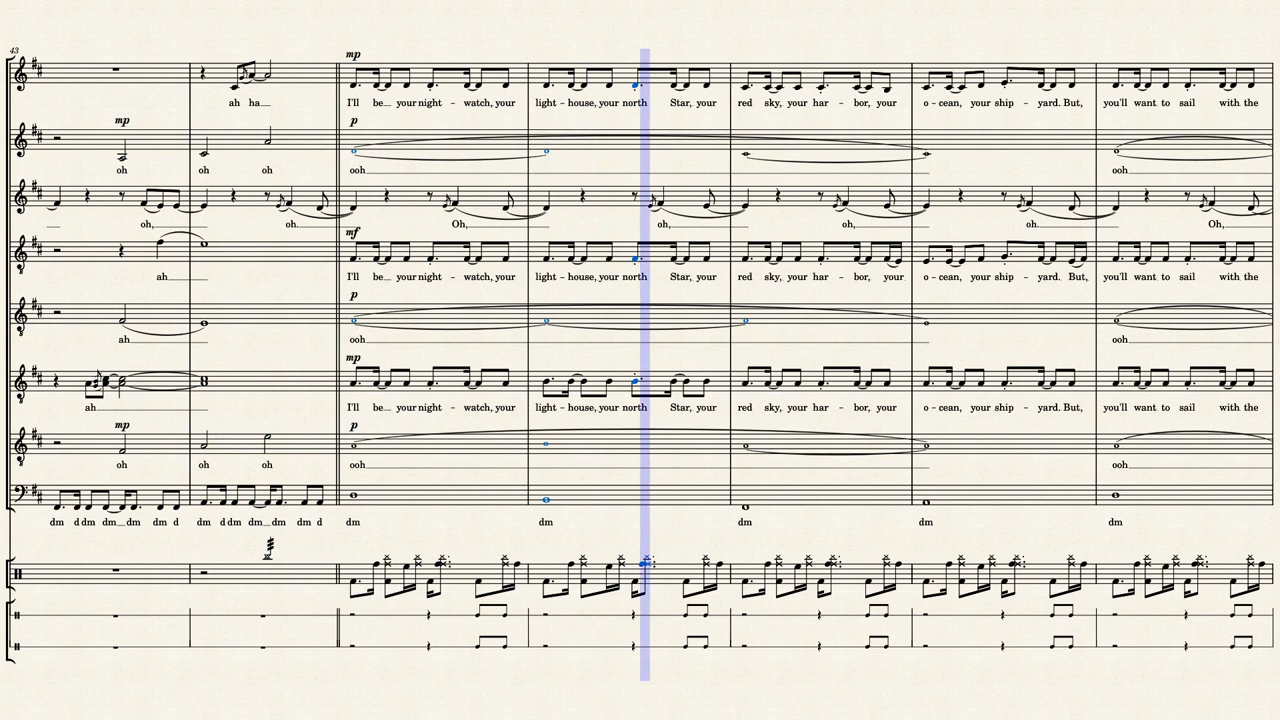 43
mp
ah ha
I'll be your night – watch, your light – house, your north Star, your red sky, your har – bor, your o – cean, your ship – yard. But, you'll want to sail with the
mp p
oh oh oh ooh ooh
oh, oh. Oh, oh, oh, oh. Oh,
mf
ah I'll be your night – watch, your light – house, your north Star, your red sky, your har – bor, your o – cean, your ship – yard. But, you'll want to sail with the
p
ah ooh ooh
mp
ah I'll be your night – watch, your light – house, your north Star, your red sky, your har – bor, your o – cean, your ship – yard. But, you'll want to sail with the
mp p
oh oh oh ooh ooh
dm d dm dm dm dm d dm d dm dm dm dm d dm dm dm dm dm